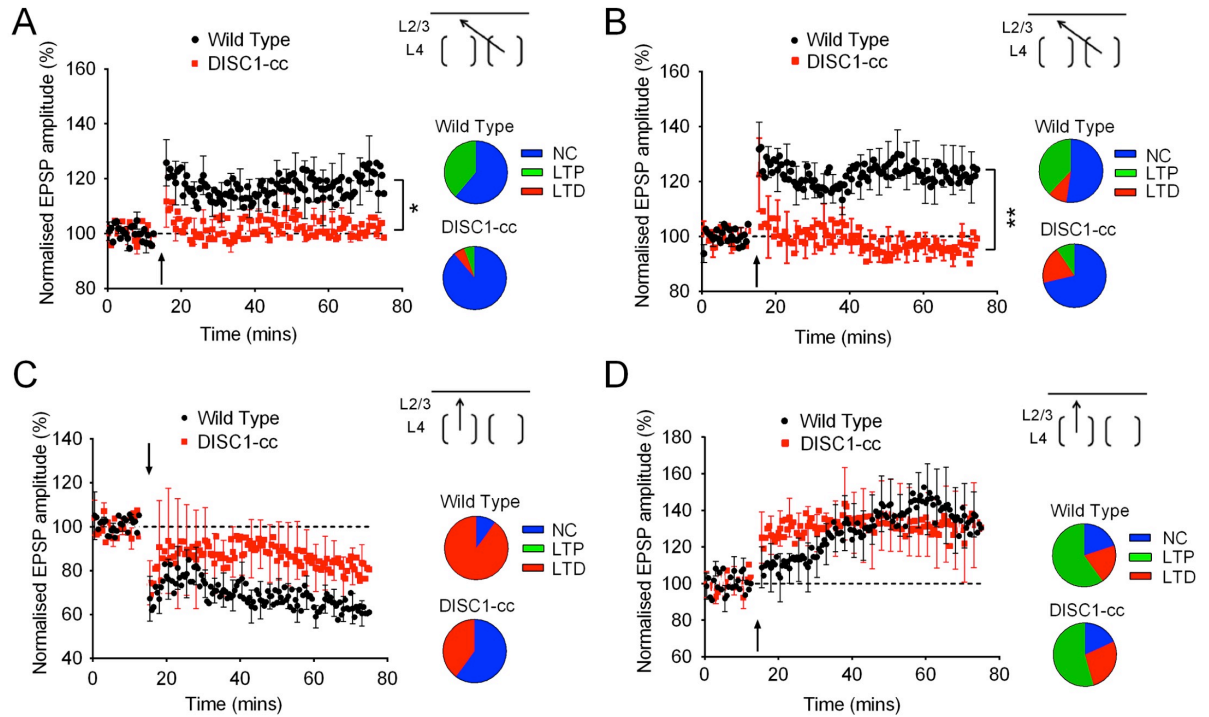 A
Wild Type
DISC1-cc
L2/3
L4
Normalised EPSP amplitude (%)
160
140
120
100
80
0
20
40
60
80
Time (mins)
*
Wild Type
NC
LTP
LTD
DISC1-cc
B
Wild Type
DISC1-cc
L2/3
L4
Normalised EPSP amplitude (%)
160
140
120
100
80
0
20
40
60
80
Time (mins)
**
Wild Type
NC
LTP
LTD
DISC1-cc
C
Wild Type
DISC1-cc
L2/3
L4
Normalised EPSP amplitude (%)
140
120
100
80
60
40
0
20
40
60
80
Time (mins)
Wild Type
NC
LTP
LTD
DISC1-cc
D
Wild Type
DISC1-cc
L2/3
L4
Normalised EPSP amplitude (%)
180
160
140
120
100
80
60
0
20
40
60
80
Time (mins)
Wild Type
NC
LTP
LTD
DISC1-cc